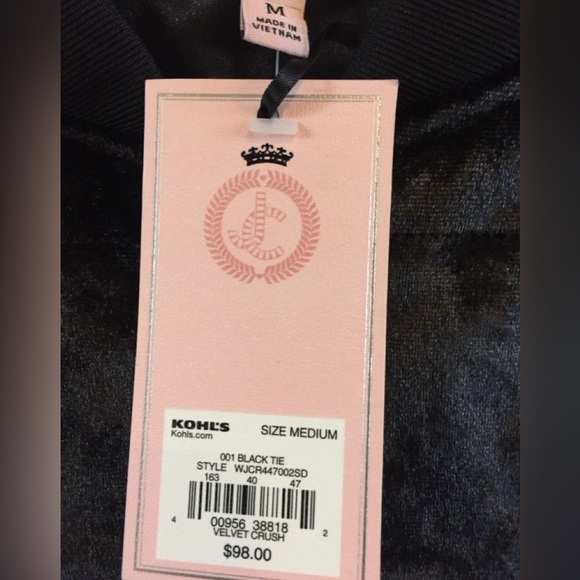 M
MADE IN
VIETNAM
JC
KOHL'S
Kohls.com
SIZE MEDIUM
001 BLACK TIE
STYLE WJCR447002SD
163 40 47
4 00956 38818 2
VELVET CRUSH
$98.00